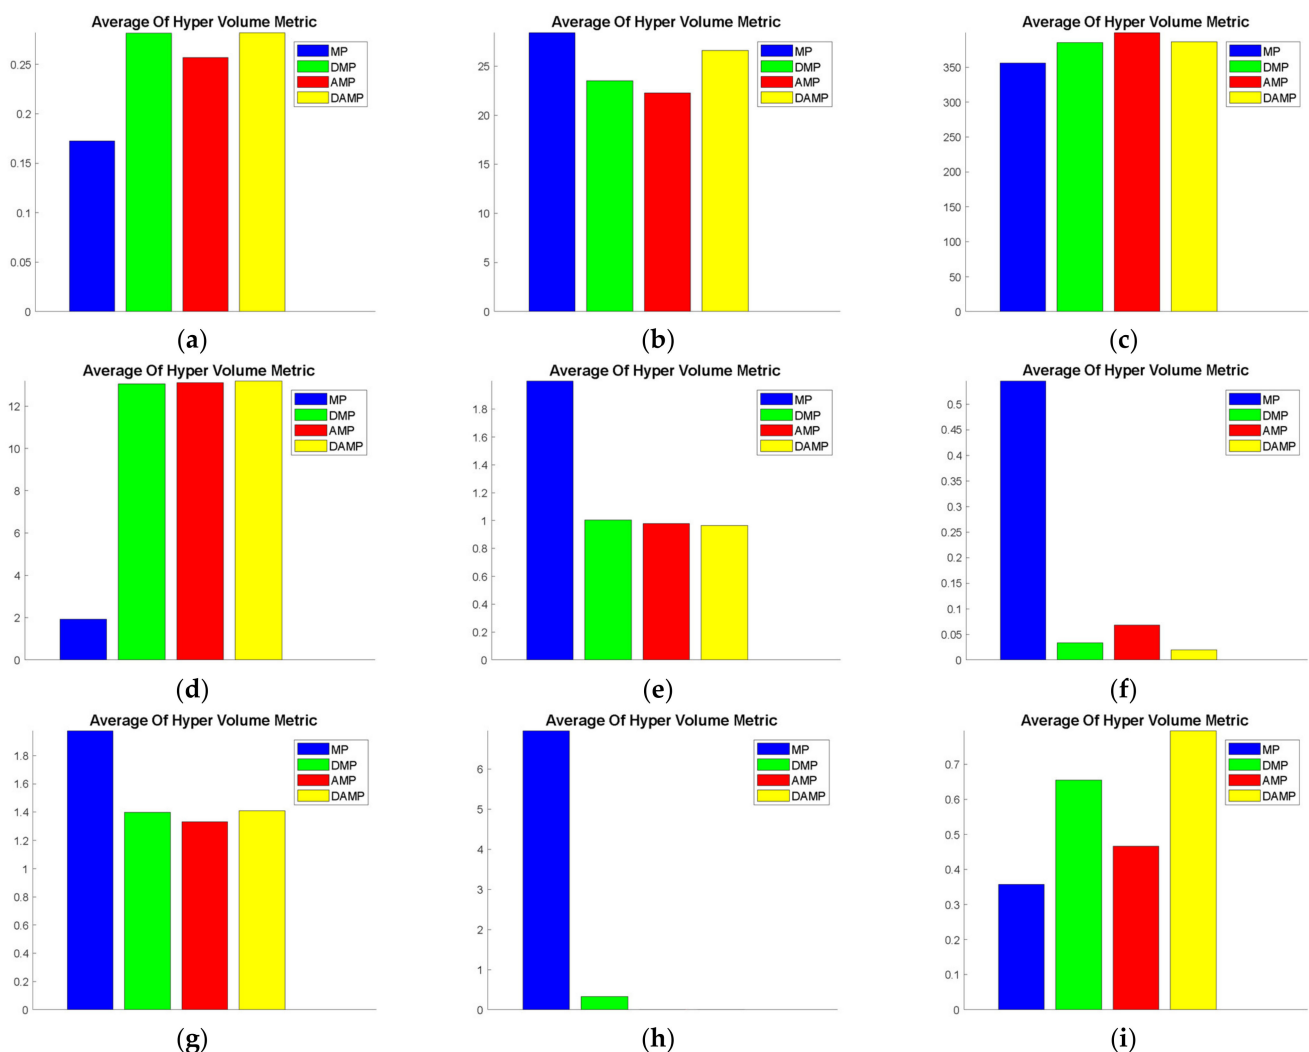 Average Of Hyper Volume Metric
0.25
0.2
0.15
0.1
0.05
0
MP
DMP
AMP
DAMP
(a)
Average Of Hyper Volume Metric
25
20
15
10
5
0
MP
DMP
AMP
DAMP
(b)
Average Of Hyper Volume Metric
350
300
250
200
150
100
50
0
MP
DMP
AMP
DAMP
(c)
Average Of Hyper Volume Metric
12
10
8
6
4
2
0
MP
DMP
AMP
DAMP
(d)
Average Of Hyper Volume Metric
1.8
1.6
1.4
1.2
1
0.8
0.6
0.4
0.2
0
MP
DMP
AMP
DAMP
(e)
Average Of Hyper Volume Metric
0.5
0.45
0.4
0.35
0.3
0.25
0.2
0.15
0.1
0.05
0
MP
DMP
AMP
DAMP
(f)
Average Of Hyper Volume Metric
1.8
1.6
1.4
1.2
1
0.8
0.6
0.4
0.2
0
MP
DMP
AMP
DAMP
(g)
Average Of Hyper Volume Metric
6
5
4
3
2
1
0
MP
DMP
AMP
DAMP
(h)
Average Of Hyper Volume Metric
0.7
0.6
0.5
0.4
0.3
0.2
0.1
0
MP
DMP
AMP
DAMP
(i)